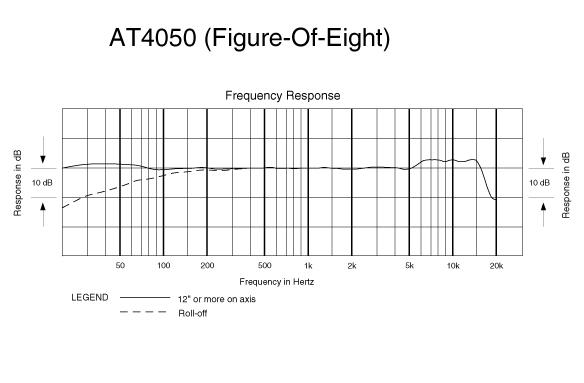 AT4050 (Figure-Of-Eight)
Frequency Response
Response in dB
10 dB
10 dB
Response in dB
50 100 200 500 1k 2k 5k 10k 20k
Frequency in Hertz
LEGEND 12" or more on axis
Roll-off